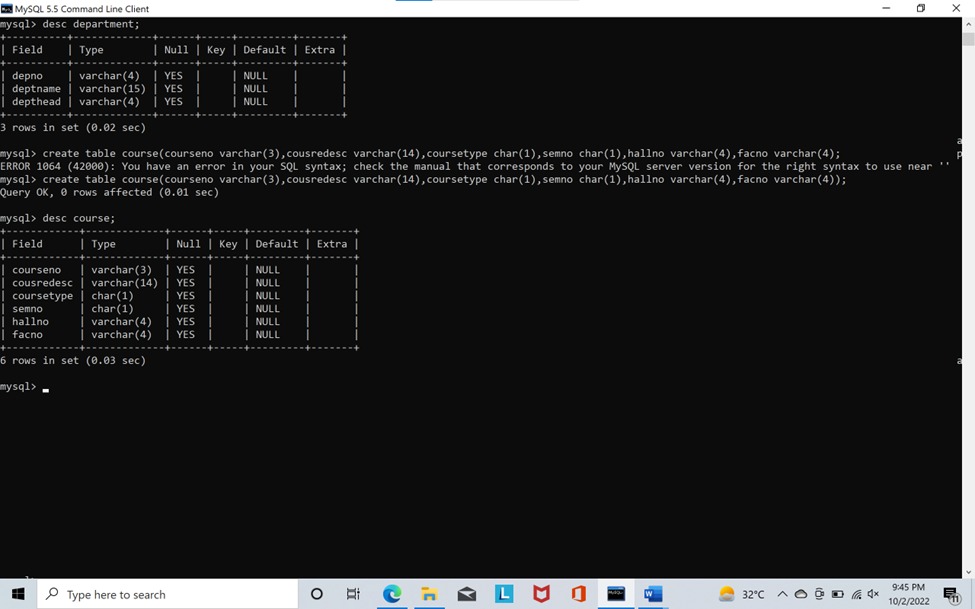 MySQL 5.5 Command Line Client
mysql> desc department;
+----------+-------------+------+-----+---------+-------+
| Field    | Type        | Null | Key | Default | Extra |
+----------+-------------+------+-----+---------+-------+
| depno    | varchar(4)  | YES  |     | NULL    |       |
| deptname | varchar(15) | YES  |     | NULL    |       |
| depthead | varchar(4)  | YES  |     | NULL    |       |
+----------+-------------+------+-----+---------+-------+
3 rows in set (0.02 sec)
mysql> create table course(courseno varchar(3),cousredesc varchar(14),coursetype char(1),semno char(1),hallno varchar(4),facno varchar(4);
ERROR 1064 (42000): You have an error in your SQL syntax; check the manual that corresponds to your MySQL server version for the right syntax to use near ''
mysql> create table course(courseno varchar(3),cousredesc varchar(14),coursetype char(1),semno char(1),hallno varchar(4),facno varchar(4));
Query OK, 0 rows affected (0.01 sec)
mysql> desc course;
+------------+-------------+------+-----+---------+-------+
| Field      | Type        | Null | Key | Default | Extra |
+------------+-------------+------+-----+---------+-------+
| courseno   | varchar(3)  | YES  |     | NULL    |       |
| cousredesc | varchar(14) | YES  |     | NULL    |       |
| coursetype | char(1)     | YES  |     | NULL    |       |
| semno      | char(1)     | YES  |     | NULL    |       |
| hallno     | varchar(4)  | YES  |     | NULL    |       |
| facno      | varchar(4)  | YES  |     | NULL    |       |
+------------+-------------+------+-----+---------+-------+
6 rows in set (0.03 sec)
mysql>
Type here to search
32°C
9:45 PM
10/2/2022
11